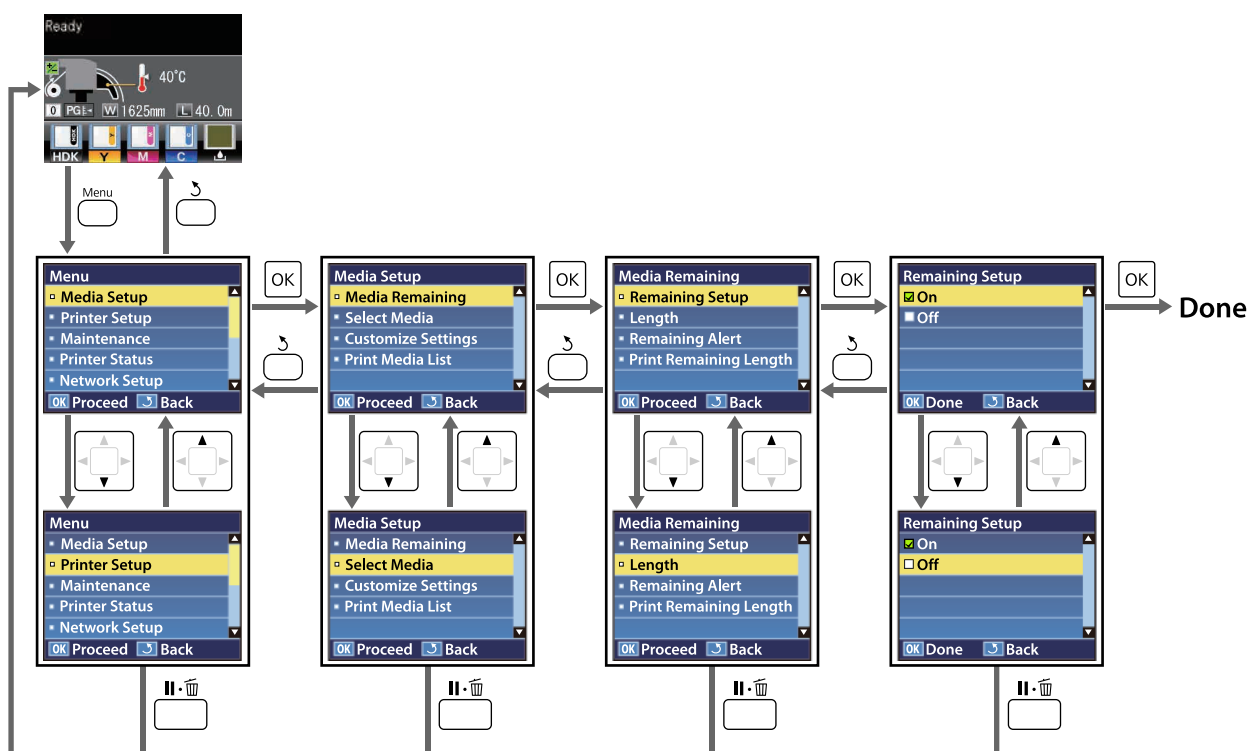 Ready
40°C
0 PG W 1625mm L 40.0m
HDK Y M C
Menu
Menu
Media Setup
Printer Setup
Maintenance
Printer Status
Network Setup
OK Proceed Back
OK
Media Setup
Media Remaining
Select Media
Customize Settings
Print Media List
OK Proceed Back
OK
Media Remaining
Remaining Setup
Length
Remaining Alert
Print Remaining Length
OK Proceed Back
OK
Remaining Setup
On
Off
OK Done Back
OK
Done
Menu
Media Setup
Printer Setup
Maintenance
Printer Status
Network Setup
OK Proceed Back
Media Setup
Media Remaining
Select Media
Customize Settings
Print Media List
OK Proceed Back
Media Remaining
Remaining Setup
Length
Remaining Alert
Print Remaining Length
OK Proceed Back
Remaining Setup
On
Off
OK Done Back